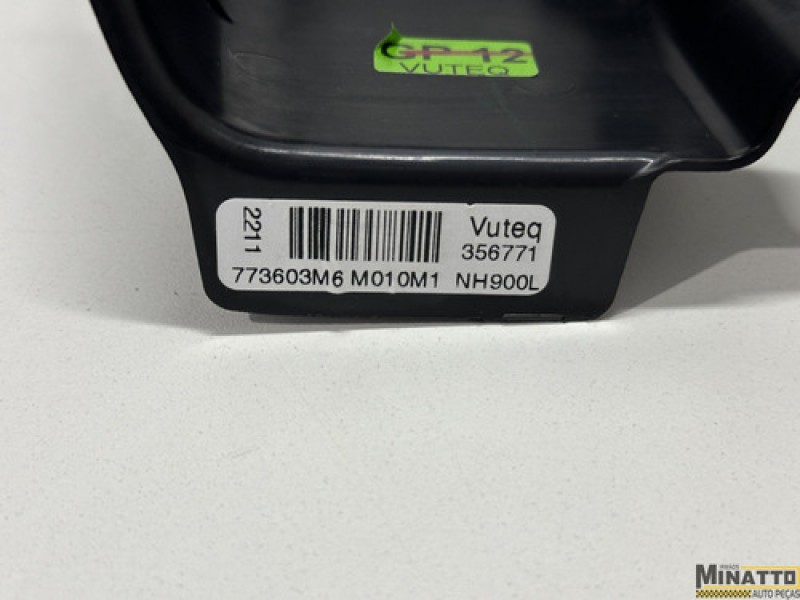 GP-12
VUTEQ
2211
Vuteq
356771
773603M6 M010M1 NH900L
MINATTO
AUTO PEÇAS